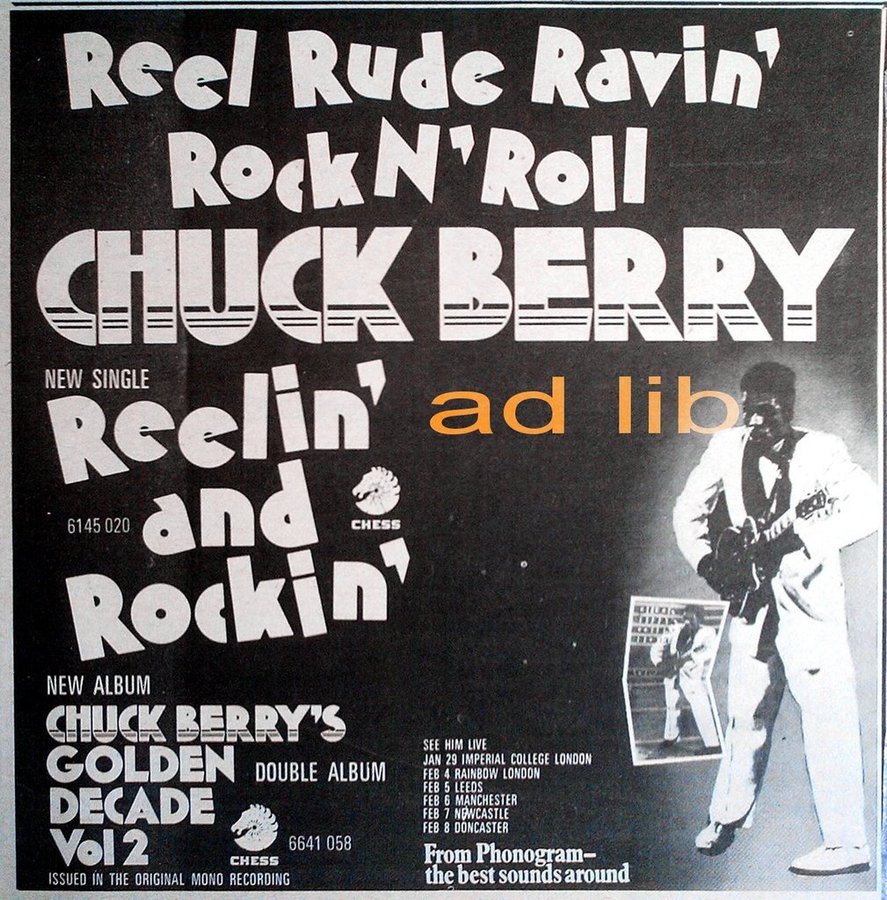 Reel Rude Ravin'
Rock N' Roll
CHUCK BERRY
NEW SINGLE
Reelin'
and
Rockin'
6145 020
CHESS
ad lib
NEW ALBUM
CHUCK BERRY'S
GOLDEN
DECADE
Vol 2
DOUBLE ALBUM
CHESS
6641 058
ISSUED IN THE ORIGINAL MONO RECORDING
SEE HIM LIVE
JAN 29 IMPERIAL COLLEGE LONDON
FEB 4 RAINBOW LONDON
FEB 5 LEEDS
FEB 6 MANCHESTER
FEB 7 NEWCASTLE
FEB 8 DONCASTER
From Phonogram–
the best sounds around